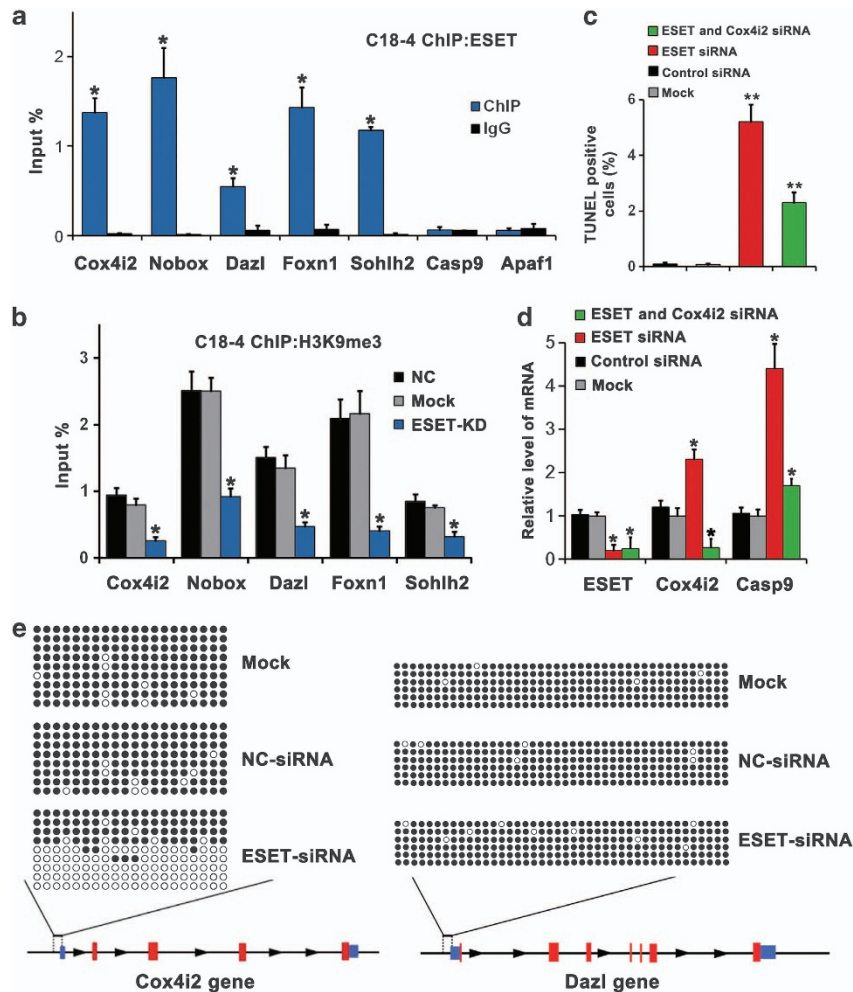 a
C18-4 ChIP:ESET
Input %
2
1
0
*
*
*
*
*
ChIP
IgG
Cox4i2 Nobox Dazl Foxn1 Sohlh2 Casp9 Apaf1
b
C18-4 ChIP:H3K9me3
Input %
3
2
1
0
NC
Mock
ESET-KD
*
*
*
*
*
Cox4i2 Nobox Dazl Foxn1 Sohlh2
c
ESET and Cox4i2 siRNA
ESET siRNA
Control siRNA
Mock
TUNEL positive
cells (%)
6
4
2
0
**
**
d
ESET and Cox4i2 siRNA
ESET siRNA
Control siRNA
Mock
Relative level of mRNA
5
4
3
2
1
0
*
*
*
*
*
*
ESET Cox4i2 Casp9
e
Mock
NC-siRNA
ESET-siRNA
Cox4i2 gene
Mock
NC-siRNA
ESET-siRNA
Dazl gene